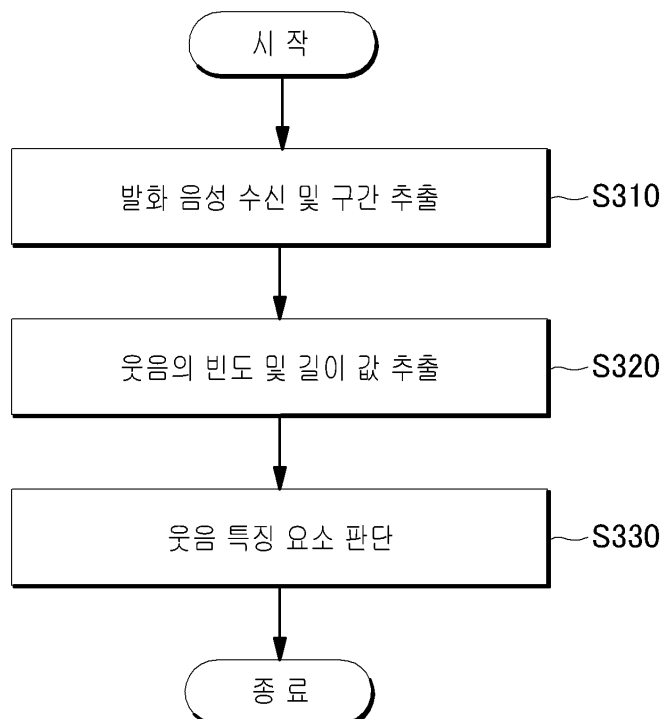 시 작
발화 음성 수신 및 구간 추출
S310
웃음의 빈도 및 길이 값 추출
S320
웃음 특징 요소 판단
S330
종 료